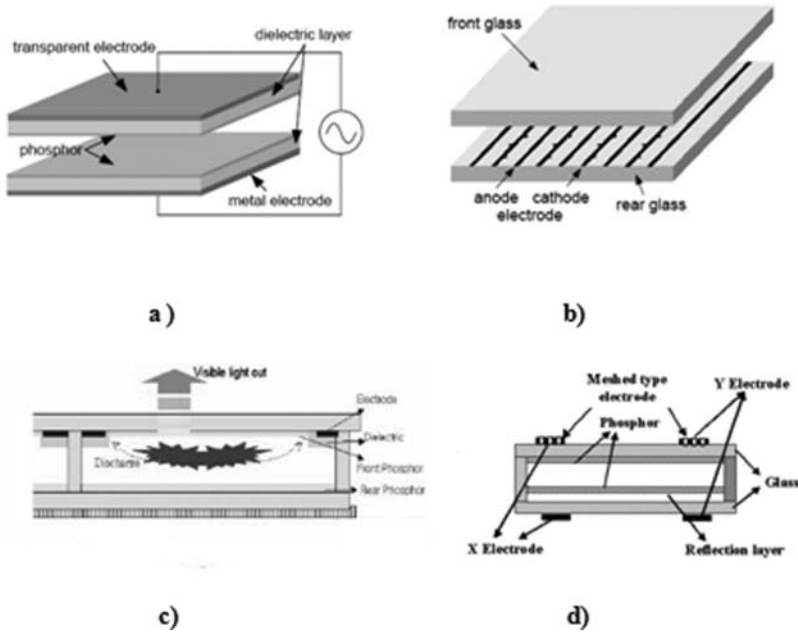 transparent electrode
dielectric layer
phosphor
metal electrode
a )
front glass
anode
electrode
cathode
rear glass
b)
Visible light out
Electrode
Dielectric
Discharge
Front Phosphor
Rear Phosphor
c)
Meshed type
electrode
Y Electrode
Phosphor
Glass
X Electrode
Reflection layer
d)